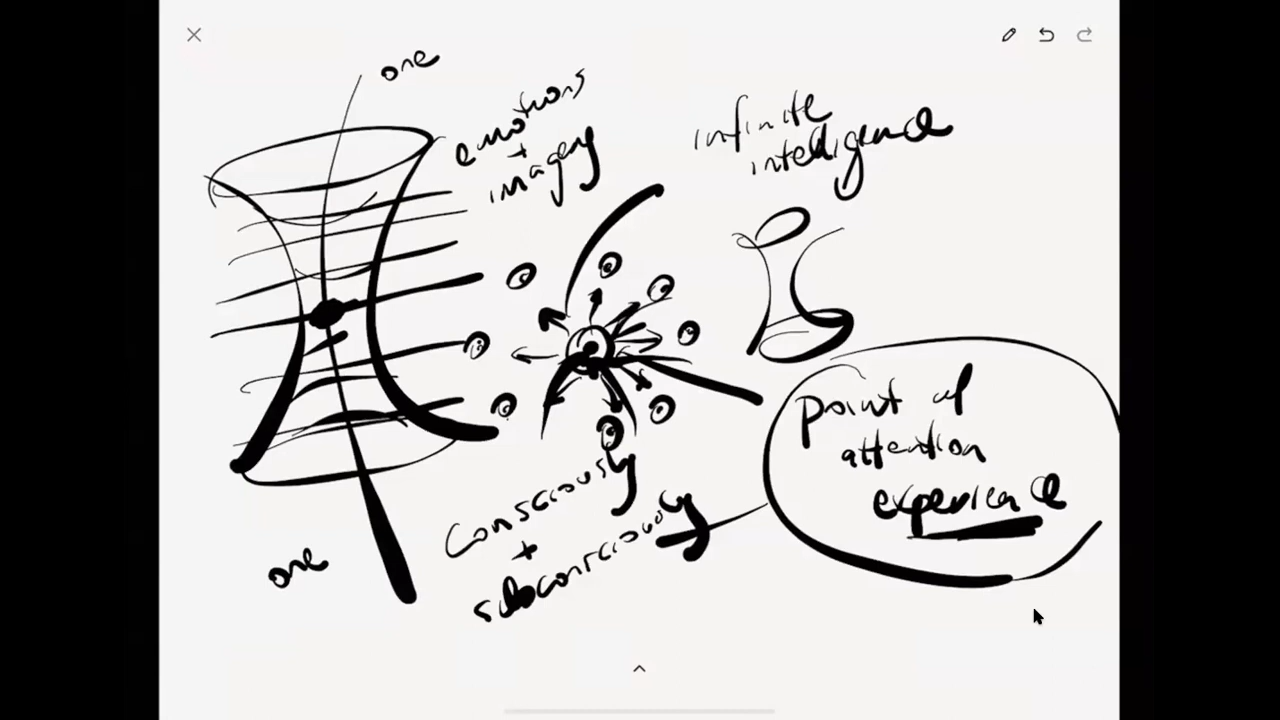 one
emotions
+
imagery
infinite
intelligence
point of
attention
experience
consciously
+
subconsciously
one